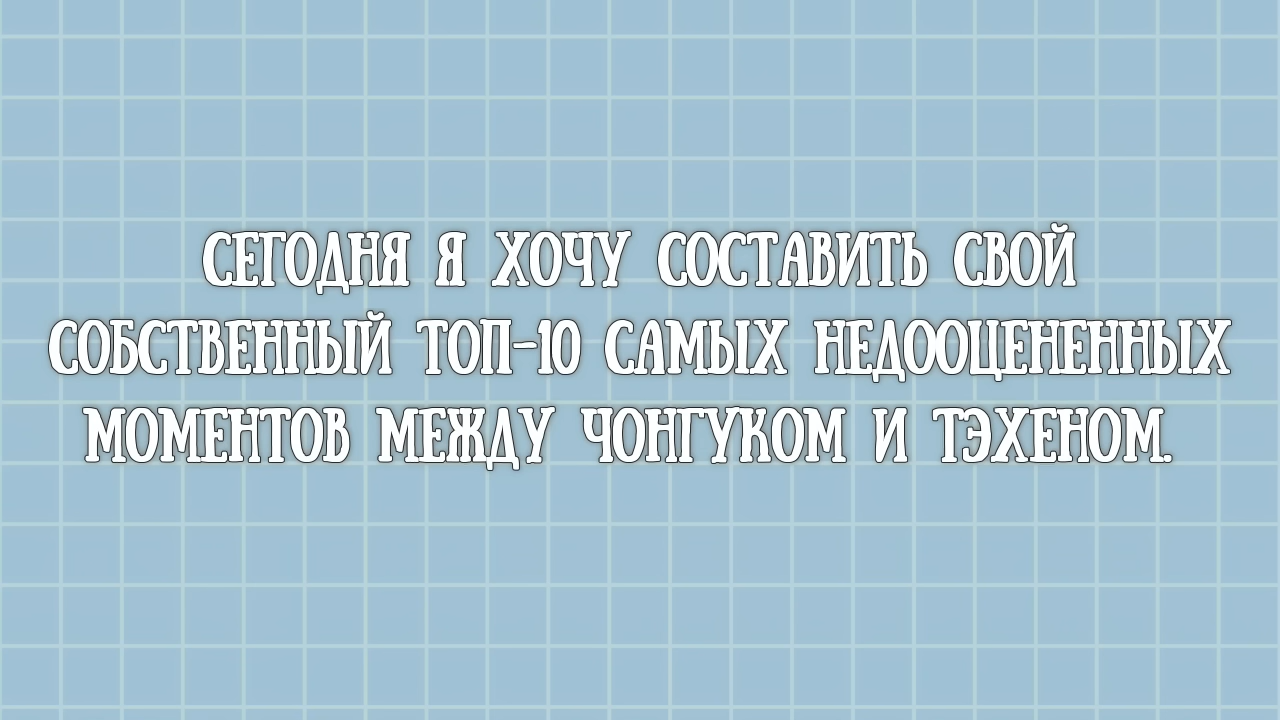 СЕГОДНЯ Я ХОЧУ СОСТАВИТЬ СВОЙ
СОБСТВЕННЫЙ ТОП-10 САМЫХ НЕДООЦЕНЕННЫХ
МОМЕНТОВ МЕЖДУ ЧОНГУКОМ И ТЭХЕНОМ.